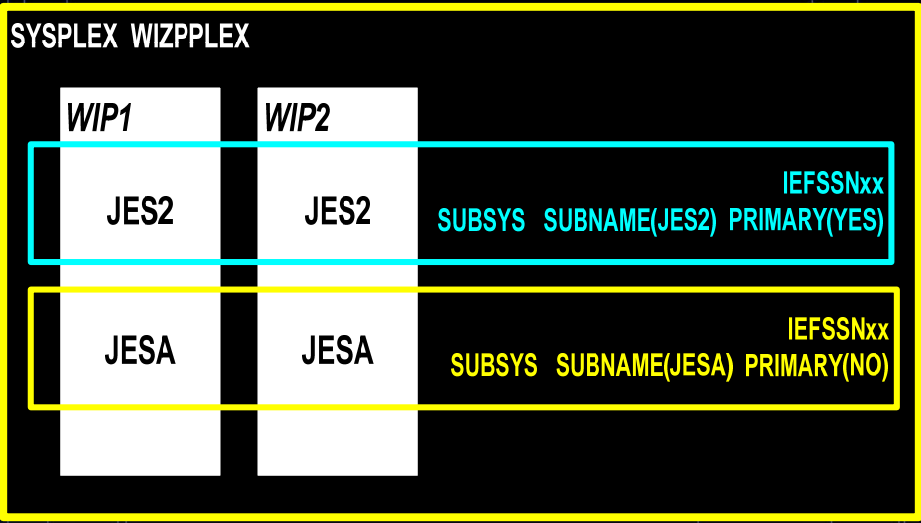 SYSPLEX WIZPPLEX
WIP1 WIP2
IEFSSNxx
JES2 JES2 SUBSYS SUBNAME(JES2) PRIMARY(YES)
IEFSSNxx
JESA JESA SUBSYS SUBNAME(JESA) PRIMARY(NO)